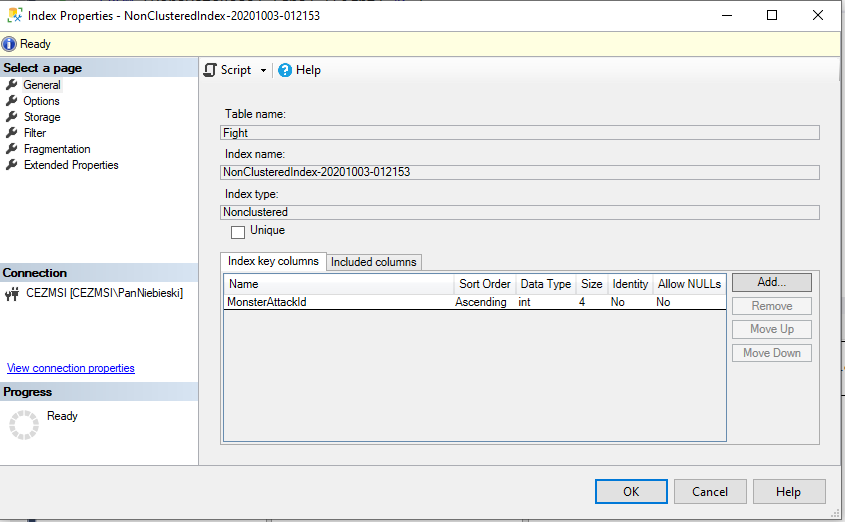 Index Properties - NonClusteredIndex-20201003-012153
Ready
Select a page
General
Options
Storage
Filter
Fragmentation
Extended Properties
Connection
CEZMSI [CEZMSI\PanNiebieski]
View connection properties
Progress
Ready
Script Help
Table name:
Fight
Index name:
NonClusteredIndex-20201003-012153
Index type:
Nonclustered
Unique
Index key columns Included columns
Name Sort Order Data Type Size Identity Allow NULLs
MonsterAttackId Ascending int 4 No No
Add...
Remove
Move Up
Move Down
OK Cancel Help